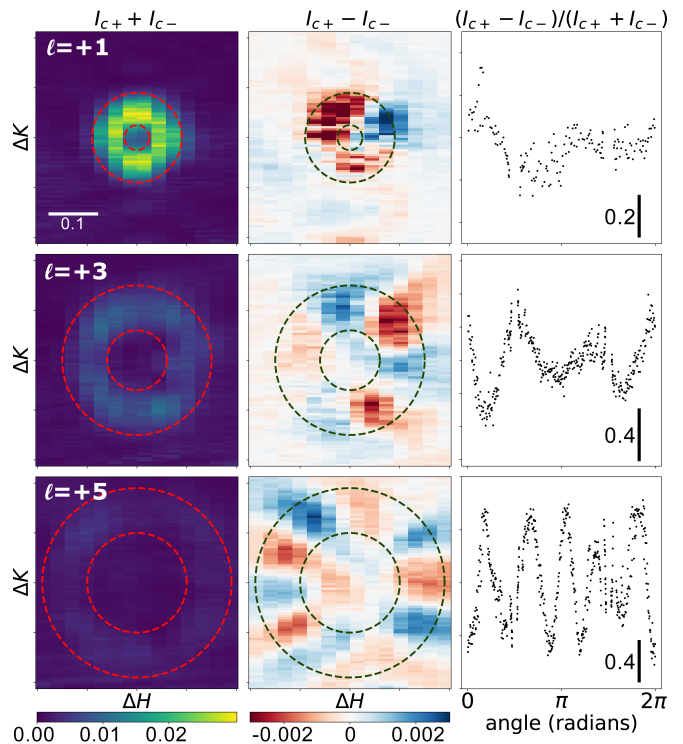 I_{c+} + I_{c−} I_{c+} − I_{c−} (I_{c+} − I_{c−})/(I_{c+} + I_{c−})
ℓ=+1
ΔK
0.1
0.2
ℓ=+3
ΔK
0.4
ℓ=+5
ΔK
0.4
ΔH ΔH 0 π 2π
angle (radians)
0.00 0.01 0.02 -0.002 0 0.002